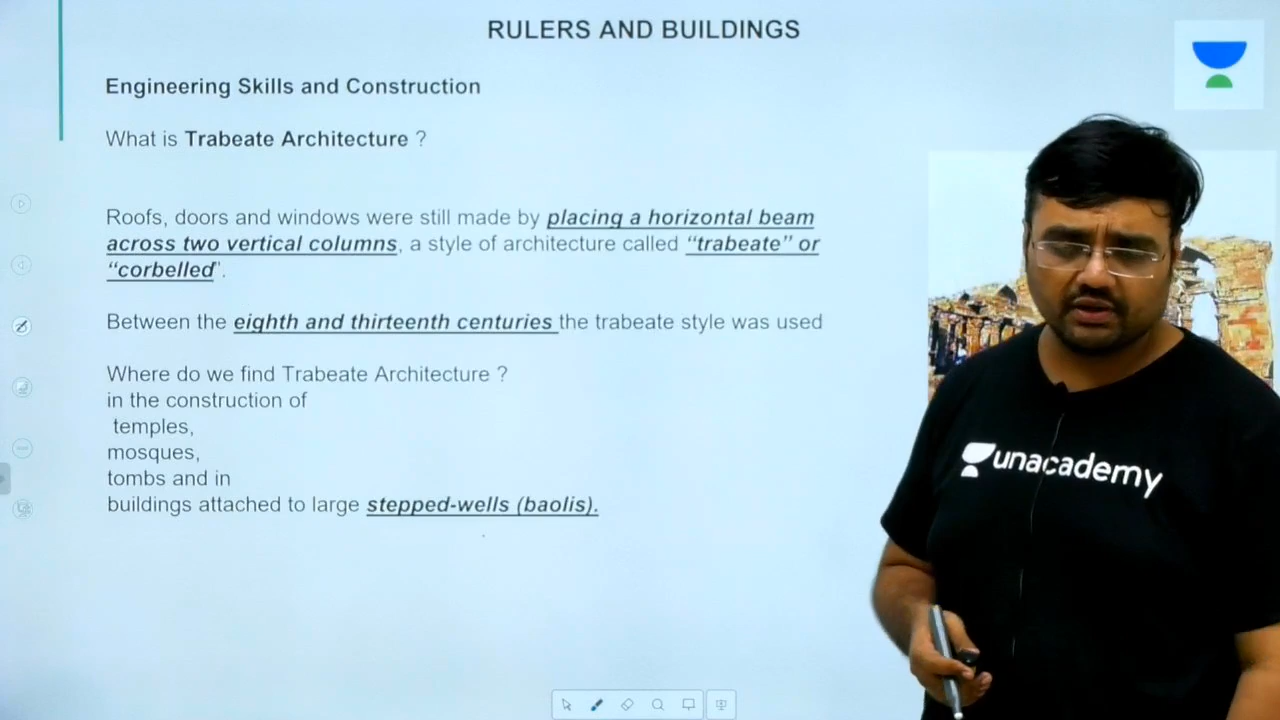 RULERS AND BUILDINGS
Engineering Skills and Construction
What is Trabeate Architecture ?
Roofs, doors and windows were still made by placing a horizontal beam
across two vertical columns, a style of architecture called “trabeate” or
“corbelled”.
Between the eighth and thirteenth centuries the trabeate style was used
Where do we find Trabeate Architecture ?
in the construction of
temples,
mosques,
tombs and in
buildings attached to large stepped-wells (baolis).
unacademy